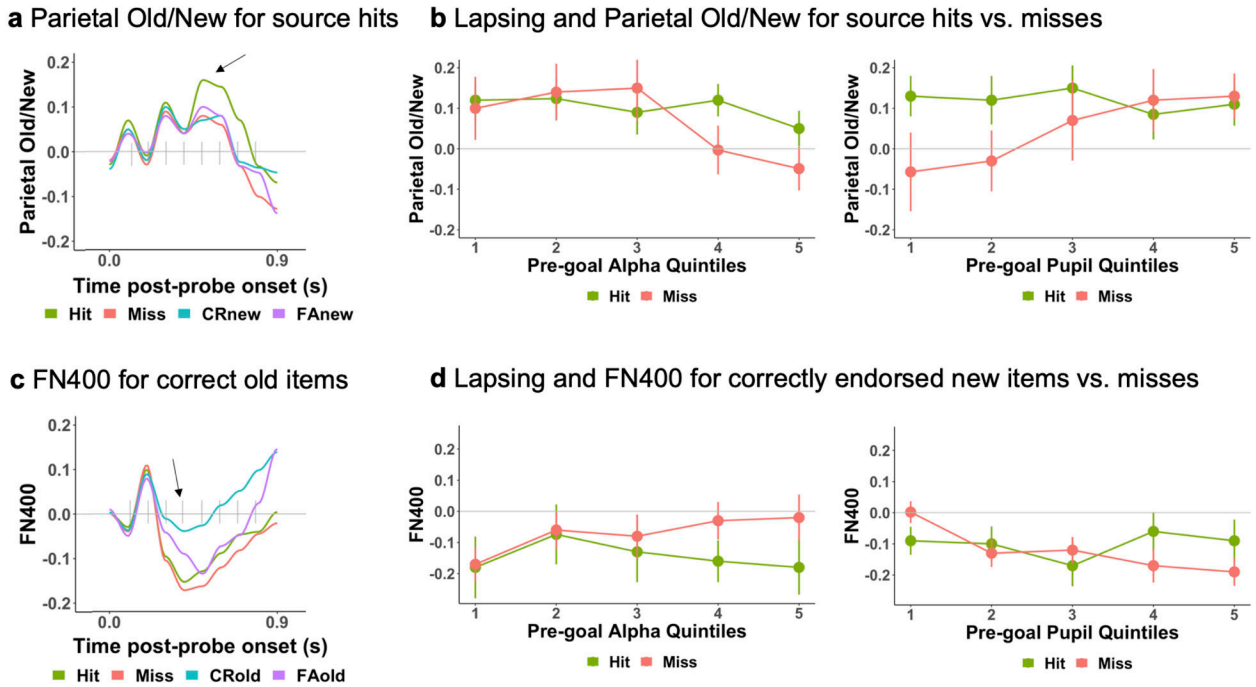 a Parietal Old/New for source hits
Parietal Old/New
0.2
0.1
0.0
-0.1
-0.2
0.0
0.9
Time post-probe onset (s)
Hit Miss CRnew FAnew
b Lapsing and Parietal Old/New for source hits vs. misses
Parietal Old/New
0.2
0.1
0.0
-0.1
-0.2
1 2 3 4 5
Pre-goal Alpha Quintiles
Hit Miss
Parietal Old/New
0.2
0.1
0.0
-0.1
-0.2
1 2 3 4 5
Pre-goal Pupil Quintiles
Hit Miss
c FN400 for correct old items
FN400
0.2
0.1
0.0
-0.1
-0.2
0.0
0.9
Time post-probe onset (s)
Hit Miss CRold FAold
d Lapsing and FN400 for correctly endorsed new items vs. misses
FN400
0.2
0.1
0.0
-0.1
-0.2
1 2 3 4 5
Pre-goal Alpha Quintiles
Hit Miss
FN400
0.2
0.1
0.0
-0.1
-0.2
1 2 3 4 5
Pre-goal Pupil Quintiles
Hit Miss